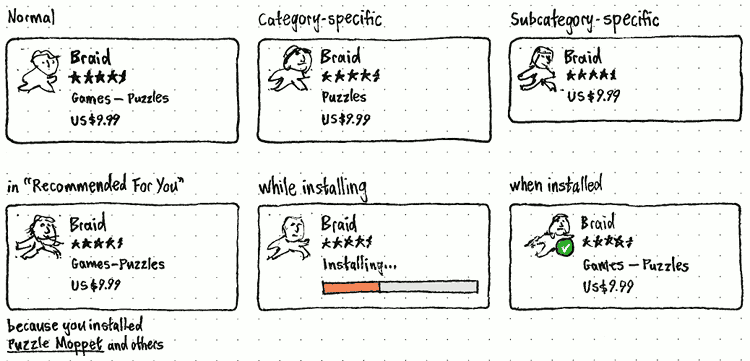 Normal
Braid
Games – Puzzles
US$9.99
Category-specific
Braid
Puzzles
US$9.99
Subcategory-specific
Braid
US$9.99
in "Recommended For You"
Braid
Games-Puzzles
US$9.99
because you installed
Puzzle Moppet and others
while installing
Braid
Installing...
when installed
Braid
Games – Puzzles
US$9.99